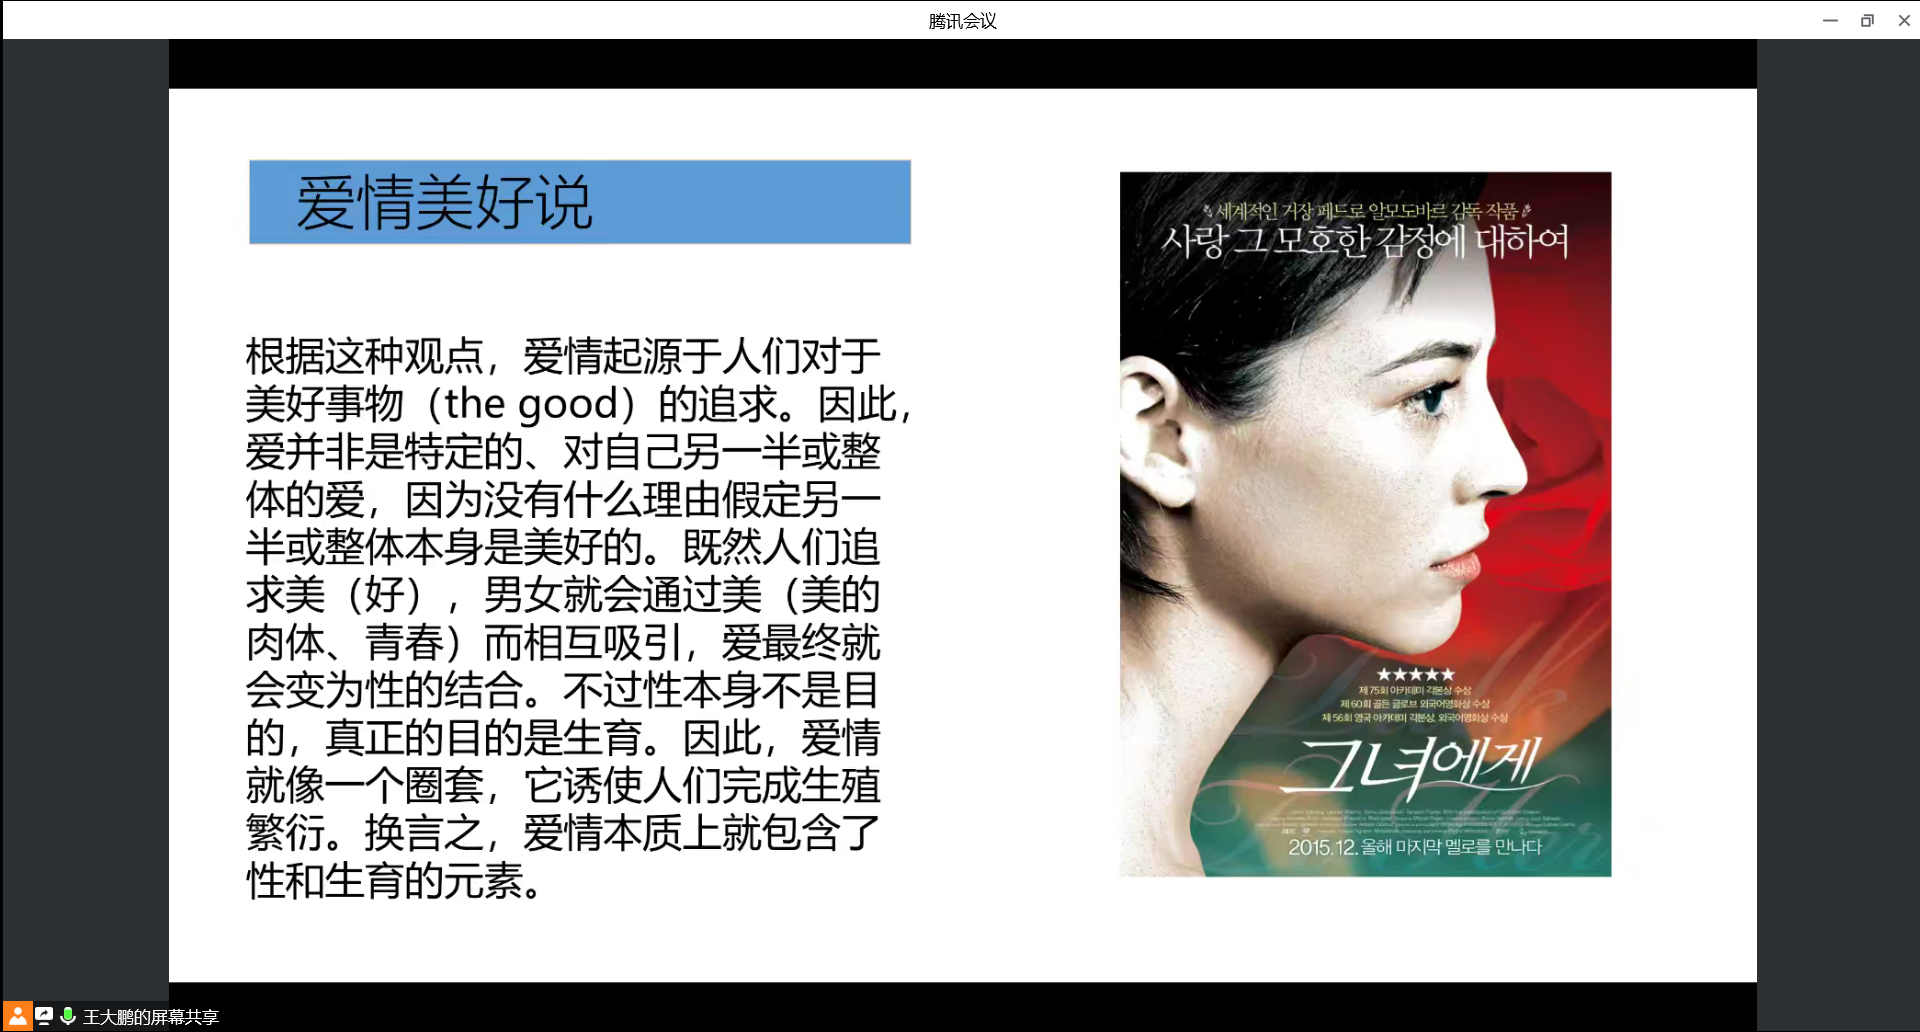 腾讯会议
爱情美好说
根据这种观点，爱情起源于人们对于
美好事物（the good）的追求。因此，
爱并非是特定的、对自己另一半或整
体的爱，因为没有什么理由假定另一
半或整体本身是美好的。既然人们追
求美（好），男女就会通过美（美的
肉体、青春）而相互吸引，爱最终就
会变为性的结合。不过性本身不是目
的，真正的目的是生育。因此，爱情
就像一个圈套，它诱使人们完成生殖
繁衍。换言之，爱情本质上就包含了
性和生育的元素。
세계적인 거장 페드로 알모도바르 감독 작품
사랑 그 모호한 감정에 대하여
★★★★★
제75회 아카데미 각본상 수상
제60회 골든 글로브 외국어영화상 수상
제56회 영국 아카데미 각본상, 외국어영화상 수상
그녀에게
2015.12. 올해 마지막 멜로를 만나다
王大鹏的屏幕共享